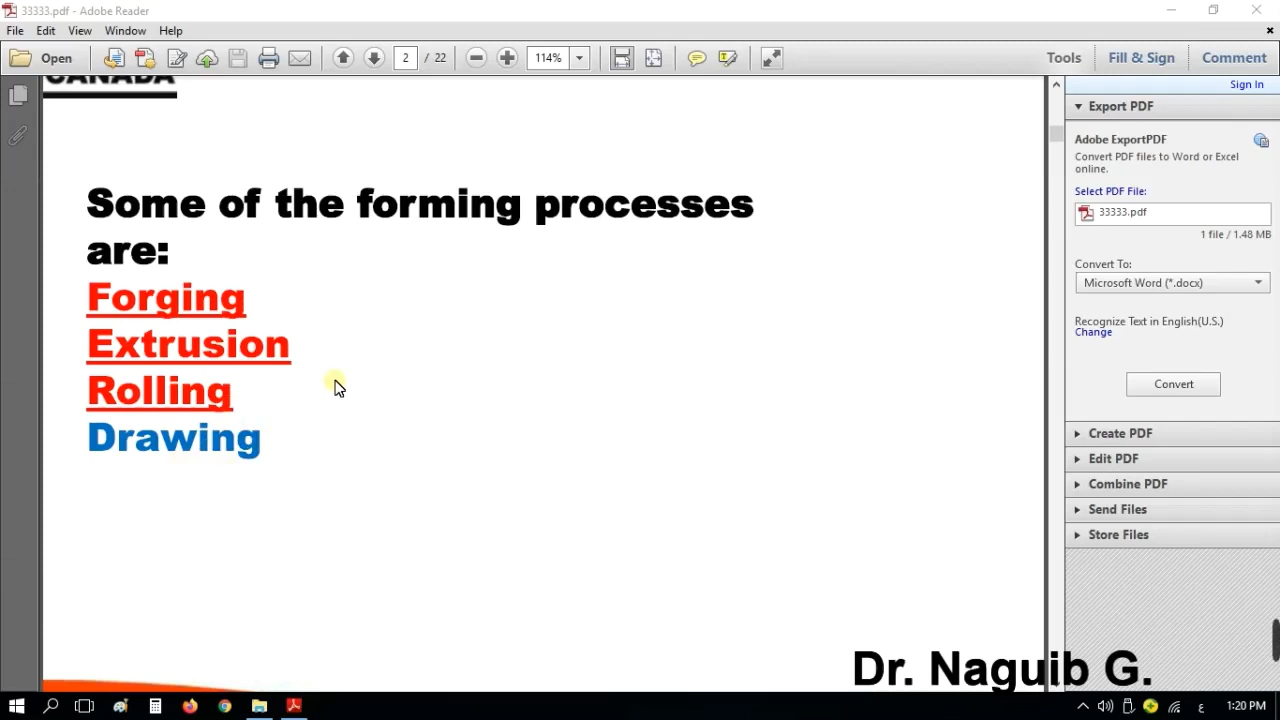 33333.pdf - Adobe Reader
File Edit View Window Help
Open 2 / 22 114% Tools Fill & Sign Comment
CANADA
Sign In
Export PDF
Adobe ExportPDF
Convert PDF files to Word or Excel
online.
Select PDF File:
33333.pdf
1 file / 1.48 MB
Convert To:
Microsoft Word (*.docx)
Recognize Text in English(U.S.)
Change
Convert
Create PDF
Edit PDF
Combine PDF
Send Files
Store Files
Some of the forming processes
are:
Forging
Extrusion
Rolling
Drawing
Dr. Naguib G.
ع 1:20 PM